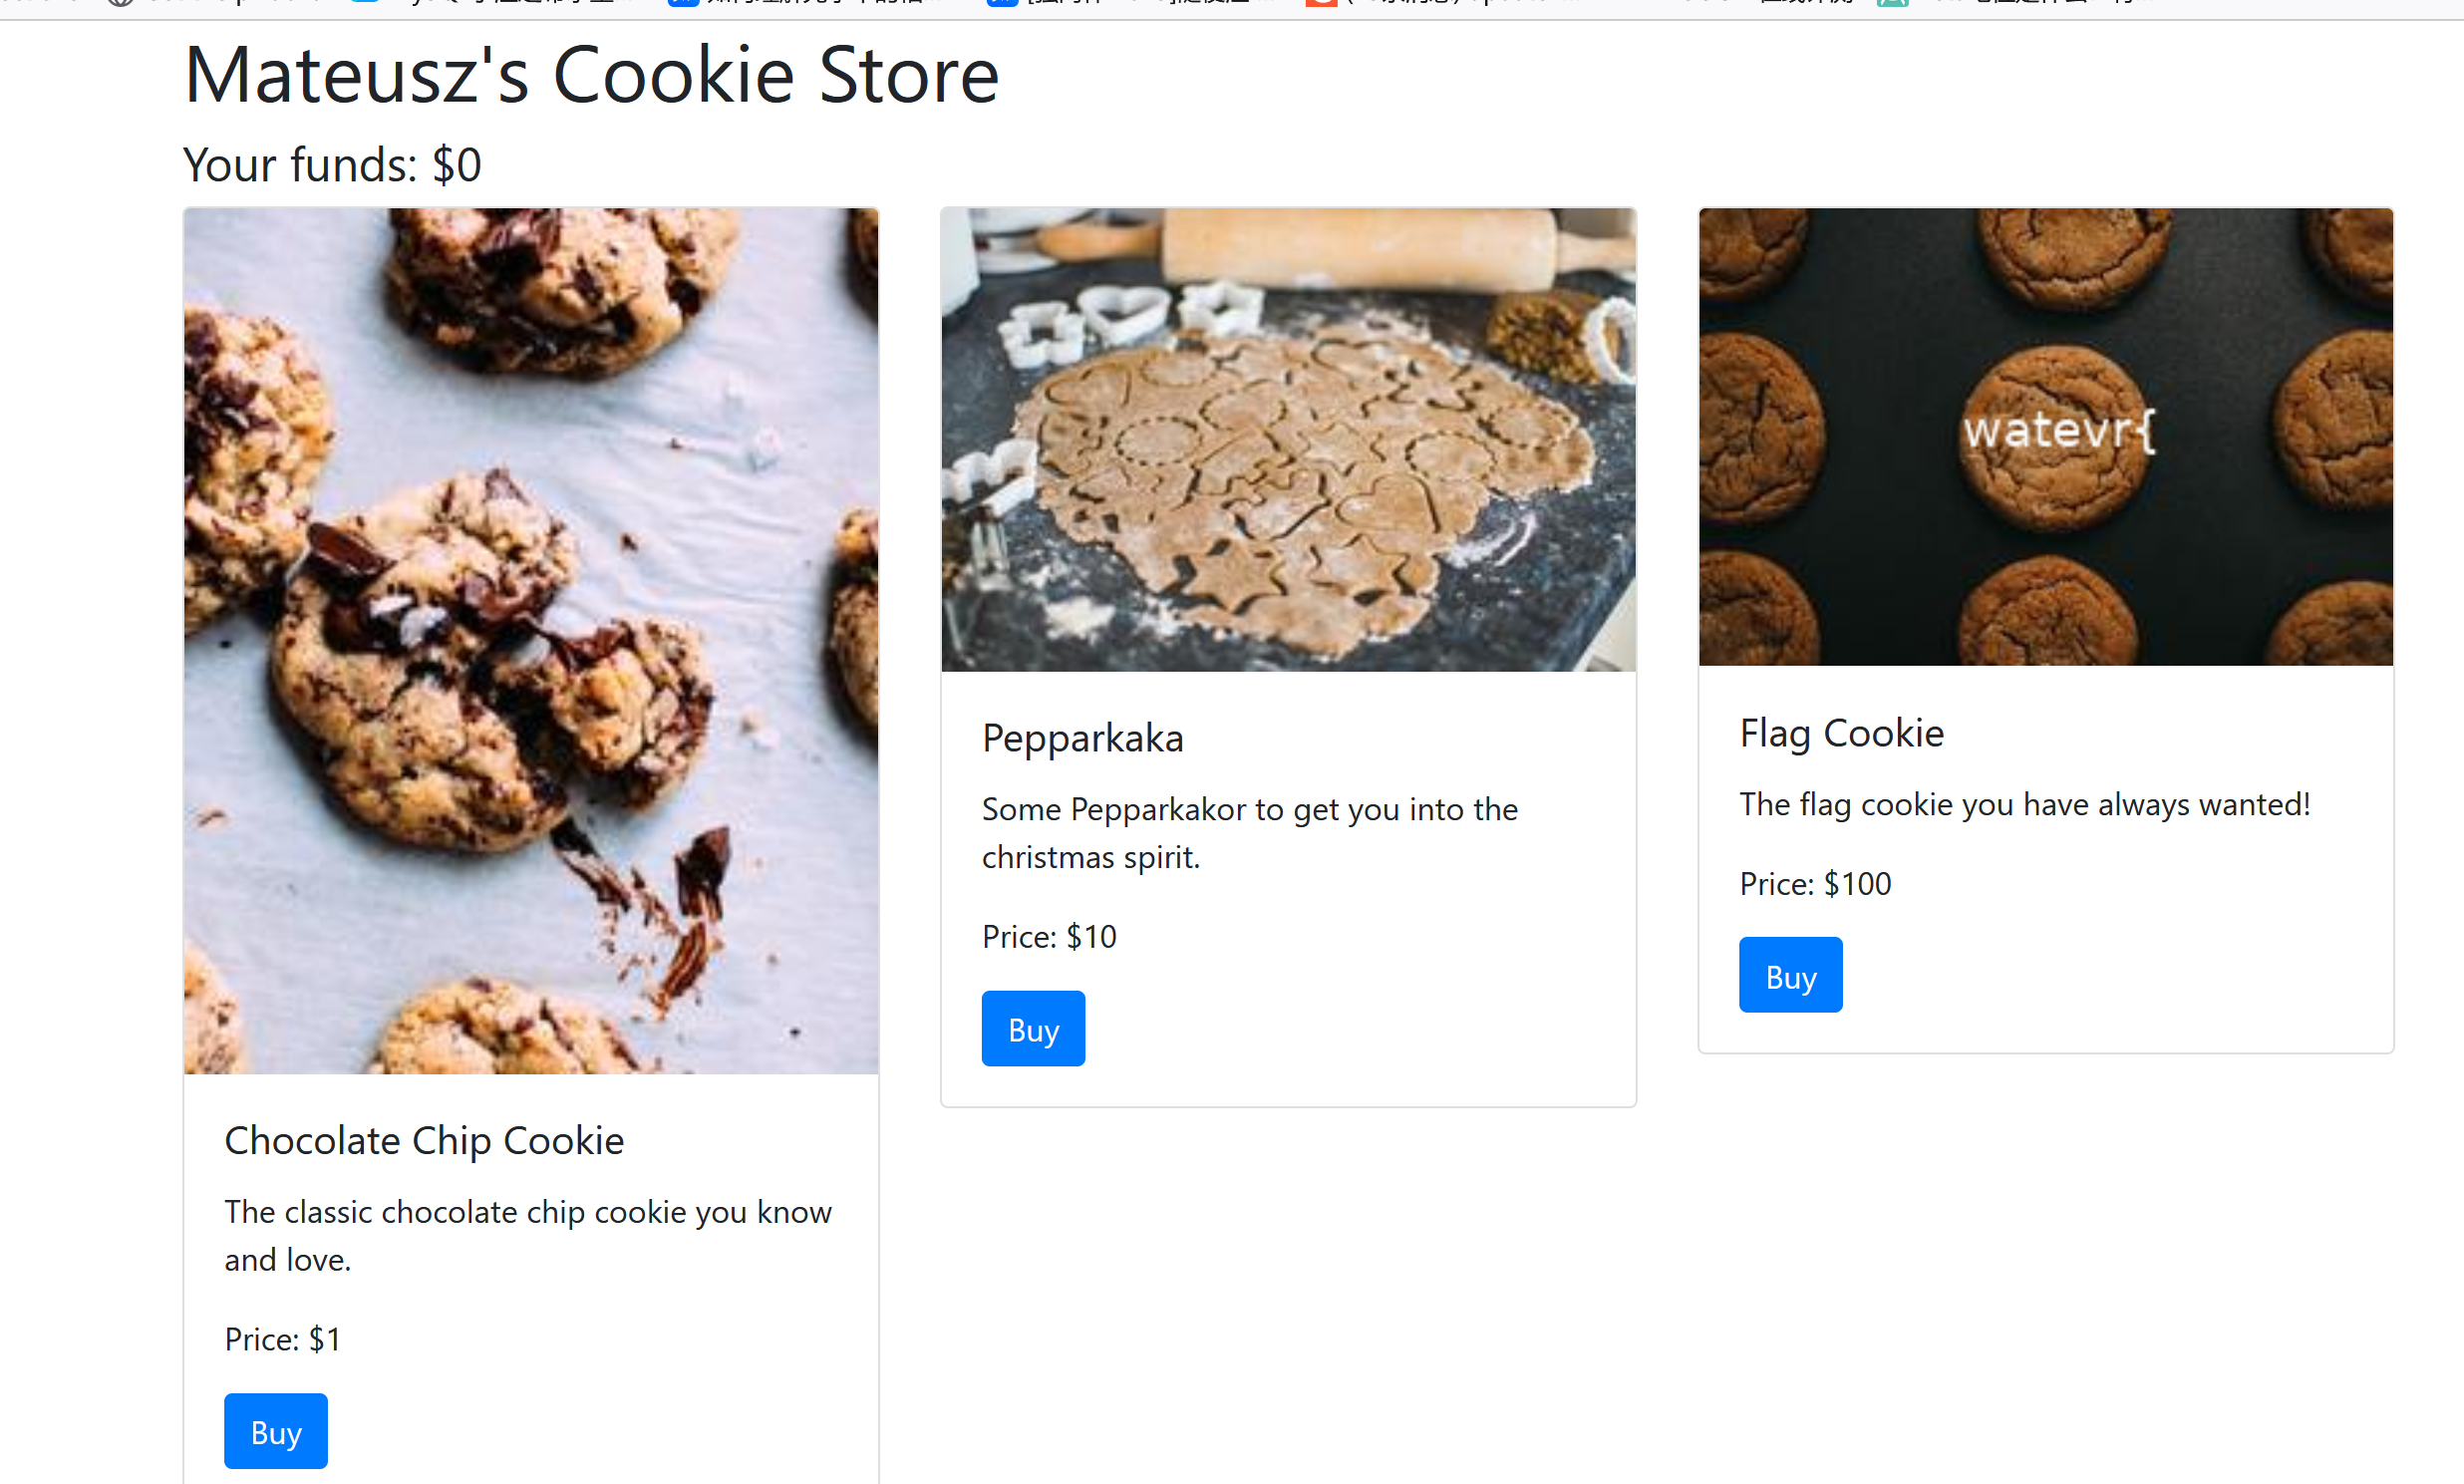 Mateusz's Cookie Store
Your funds: $0
watevr{
Chocolate Chip Cookie
The classic chocolate chip cookie you know
and love.
Price: $1
Buy
Pepparkaka
Some Pepparkakor to get you into the
christmas spirit.
Price: $10
Buy
Flag Cookie
The flag cookie you have always wanted!
Price: $100
Buy